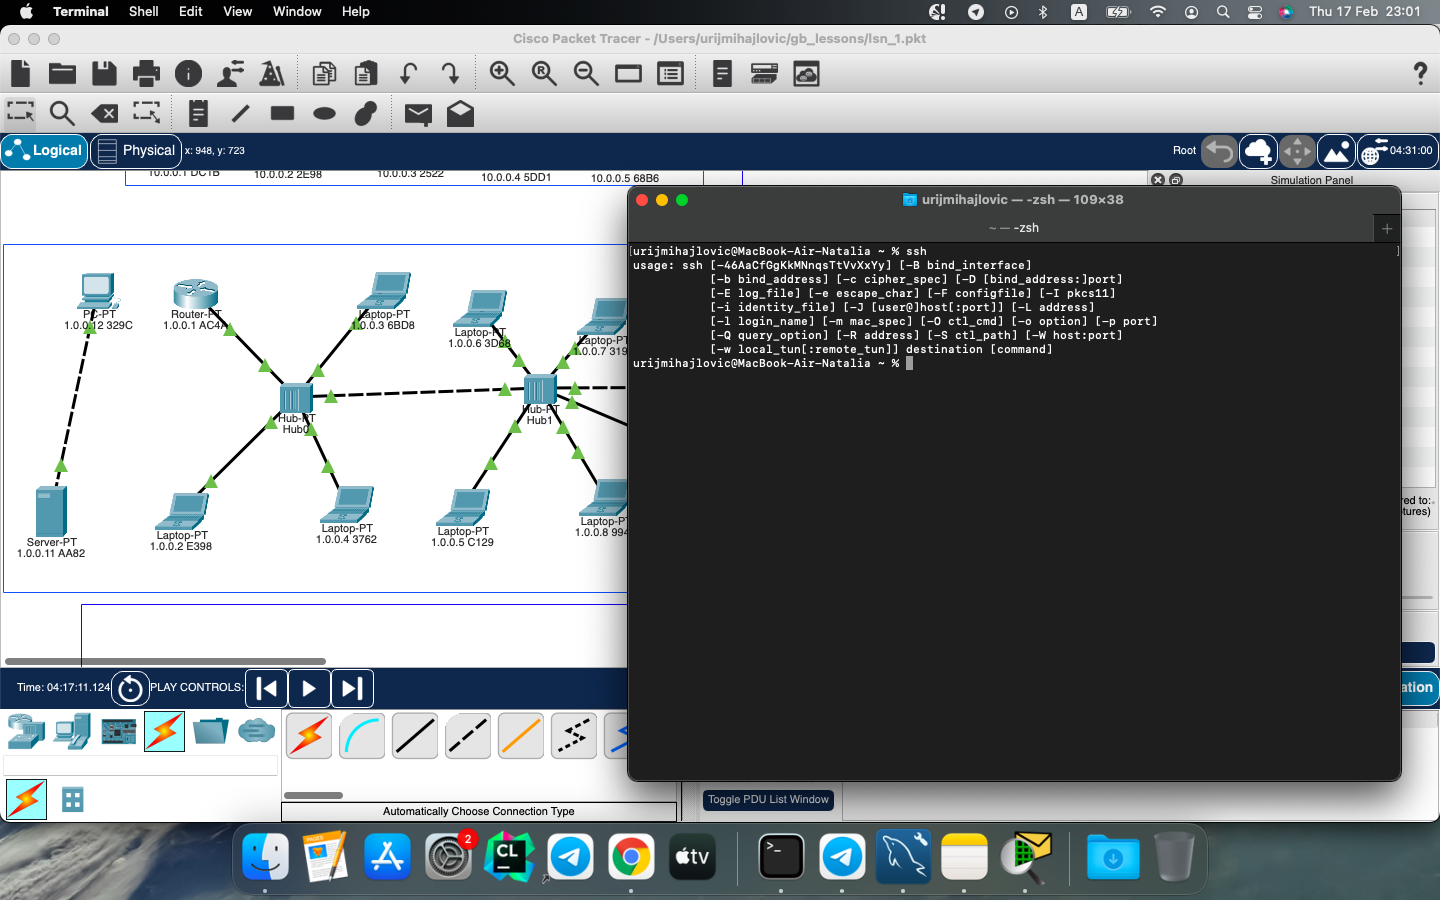 Terminal Shell Edit View Window Help A Thu 17 Feb 23:01
Cisco Packet Tracer - /Users/urijmihajlovic/gb_lessons/lsn_1.pkt
Logical Physical x: 948, y: 723 Root 04:31:00
10.0.0.1 DC1B 10.0.0.2 2E98 10.0.0.3 2522 10.0.0.4 5DD1 10.0.0.5 68B6
Simulation Panel
urijmihajlovic — -zsh — 109×38
~ — -zsh
urijmihajlovic@MacBook-Air-Natalia ~ % ssh
usage: ssh [-46AaCfGgKkMNnqsTtVvXxYy] [-B bind_interface]
[-b bind_address] [-c cipher_spec] [-D [bind_address:]port]
[-E log_file] [-e escape_char] [-F configfile] [-I pkcs11]
[-i identity_file] [-J [user@]host[:port]] [-L address]
[-l login_name] [-m mac_spec] [-O ctl_cmd] [-o option] [-p port]
[-Q query_option] [-R address] [-S ctl_path] [-W host:port]
[-w local_tun[:remote_tun]] destination [command]
urijmihajlovic@MacBook-Air-Natalia ~ %
PC-PT
1.0.0.12 329C
Router-PT
1.0.0.1 AC4A
Laptop-PT
1.0.0.3 6BD8
Laptop-PT
1.0.0.6 3D68
Laptop-PT
1.0.0.7 319
Hub-PT
Hub0
Hub-PT
Hub1
Server-PT
1.0.0.11 AA82
Laptop-PT
1.0.0.2 E398
Laptop-PT
1.0.0.4 3762
Laptop-PT
1.0.0.5 C129
Laptop-PT
1.0.0.8 994
red to:
tures)
Time: 04:17:11.124 PLAY CONTROLS:
ation
Automatically Choose Connection Type
Toggle PDU List Window
PAGES
2
CL
tv
>_